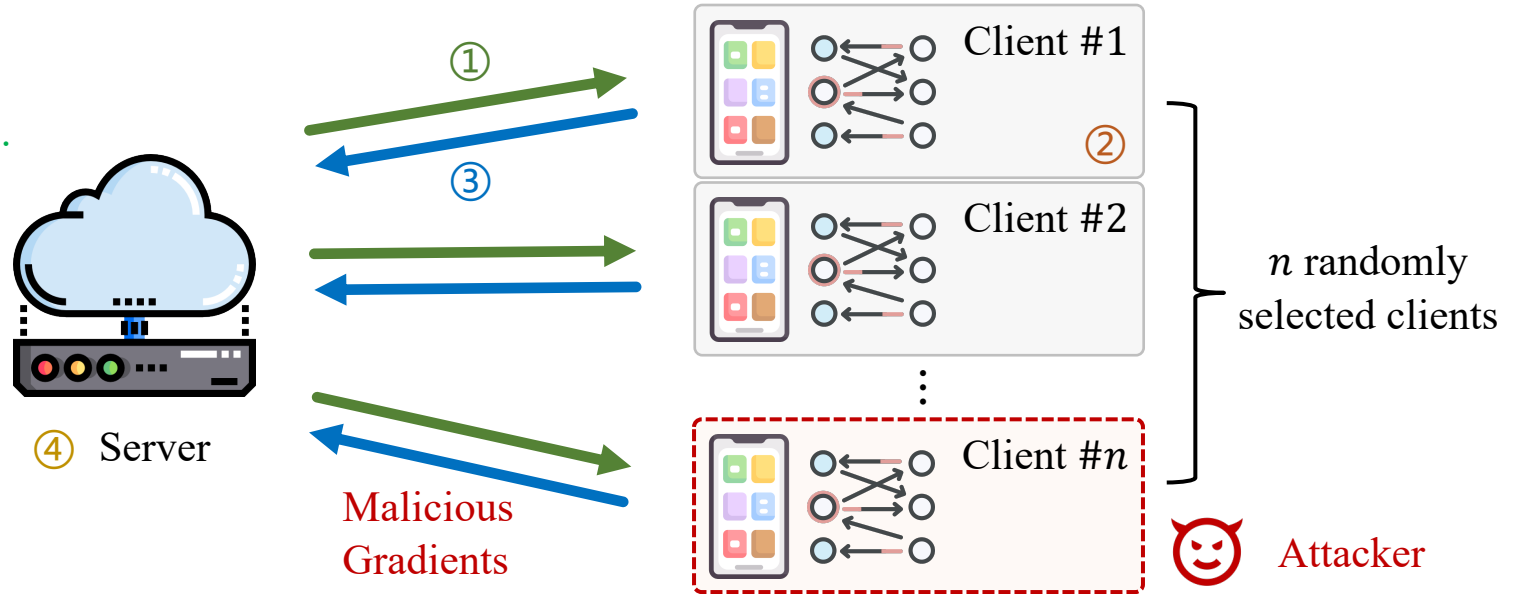 ①
Client #1
②
③
Client #2
n randomly
selected clients
⋮
④ Server
Client #n
Malicious
Gradients
Attacker